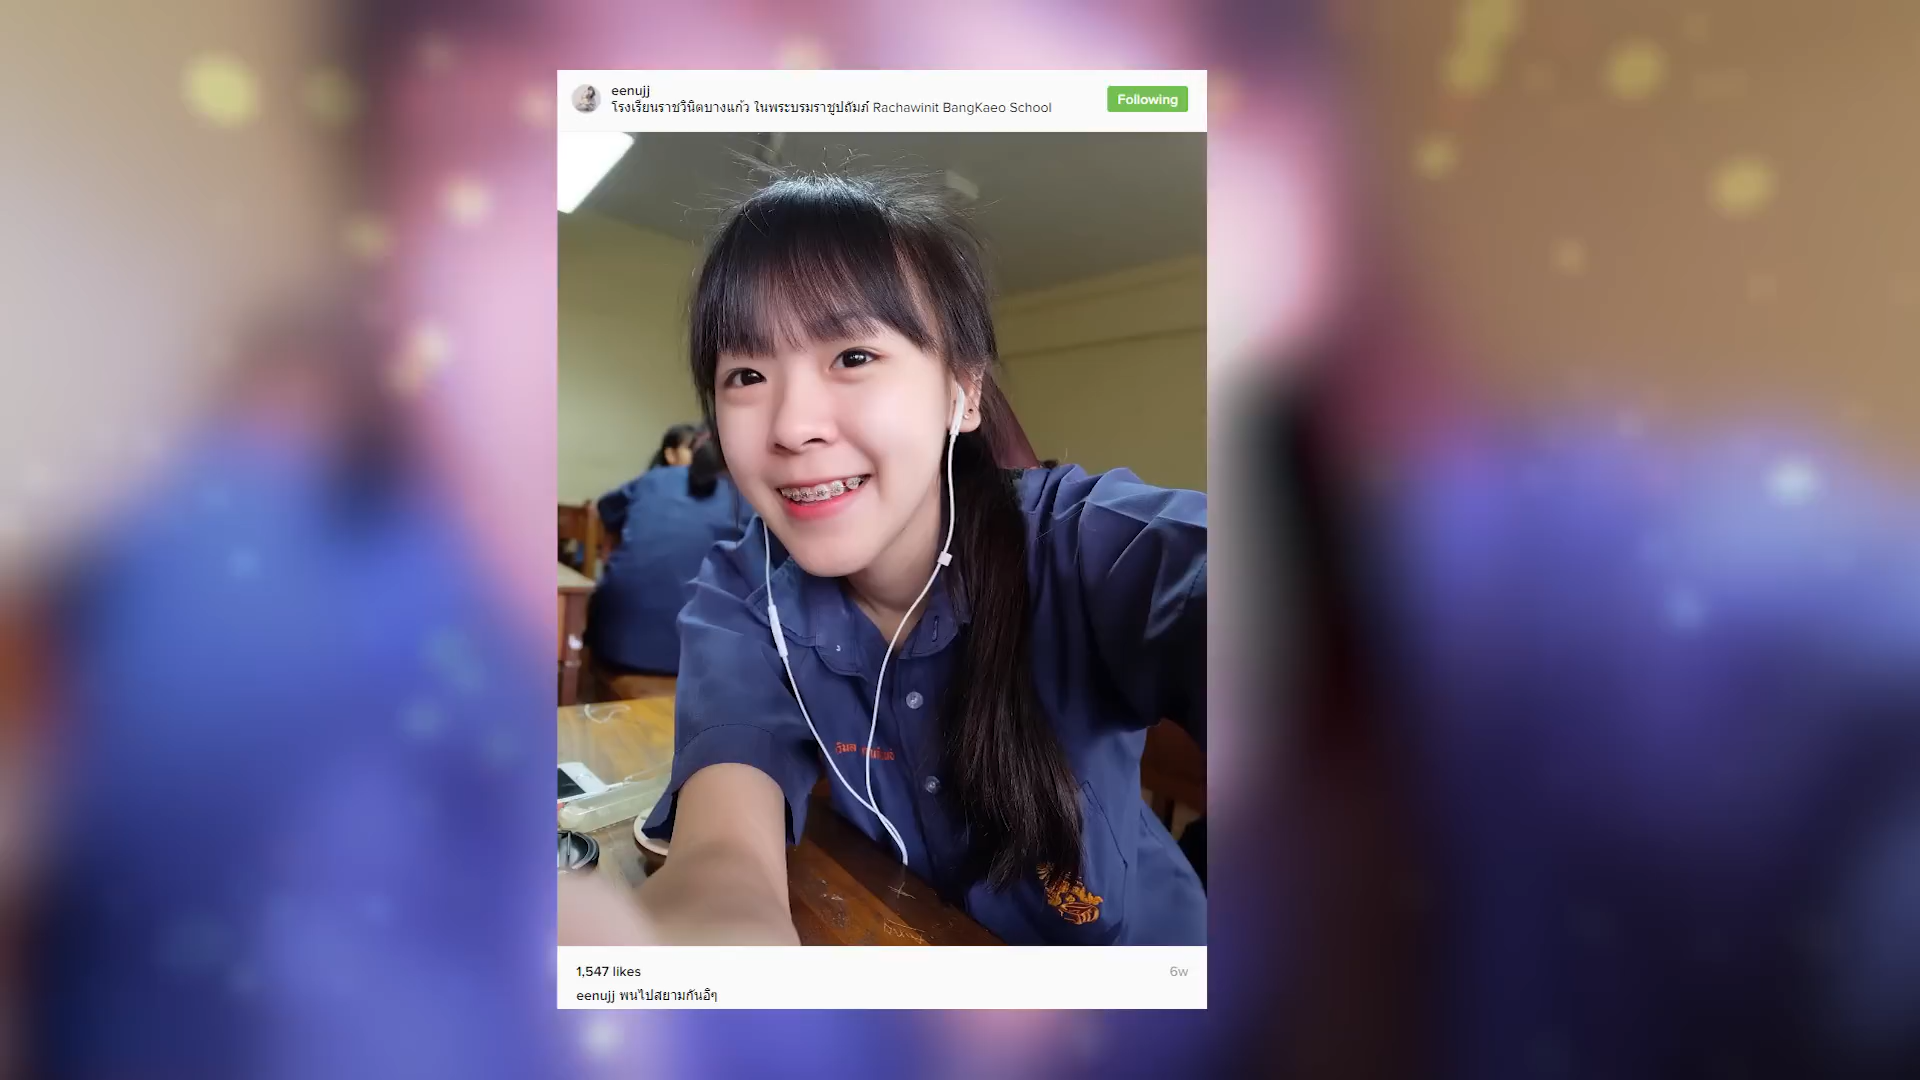 eenujj
โรงเรียนราชวินิตบางแก้ว ในพระบรมราชูปถัมภ์ Rachawinit BangKaeo School
Following
1,547 likes
6w
eenujj พนไปสยามกันอิๆ